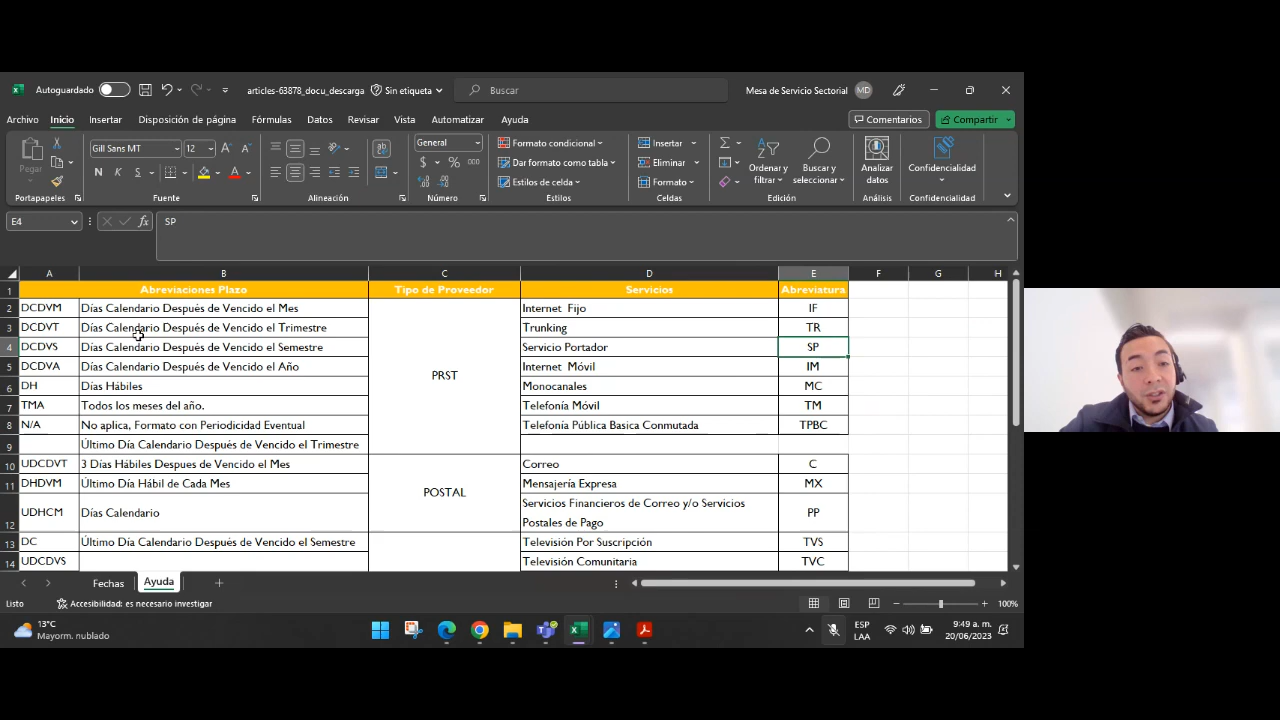 Autoguardado
articles-63878_docu_descarga
Sin etiqueta
Buscar
Mesa de Servicio Sectorial
MD
Archivo
Inicio
Insertar
Disposición de página
Fórmulas
Datos
Revisar
Vista
Automatizar
Ayuda
Comentarios
Compartir
Pegar
Gill Sans MT
12
N K S
General
$ % 000
Formato condicional
Dar formato como tabla
Estilos de celda
Insertar
Eliminar
Formato
Ordenar y filtrar
Buscar y seleccionar
Analizar datos
Confidencialidad
Portapapeles
Fuente
Alineación
Número
Estilos
Celdas
Edición
Análisis
Confidencialidad
E4
fx
SP
A B C D E F G H
1 Abreviaciones Plazo Tipo de Proveedor Servicios Abreviatura
2 DCDVM Días Calendario Después de Vencido el Mes Internet Fijo IF
3 DCDVT Días Calendario Después de Vencido el Trimestre Trunking TR
4 DCDVS Días Calendario Después de Vencido el Semestre Servicio Portador SP
5 DCDVA Días Calendario Después de Vencido el Año PRST Internet Móvil IM
6 DH Días Hábiles Monocanales MC
7 TMA Todos los meses del año. Telefonía Móvil TM
8 N/A No aplica, Formato con Periodicidad Eventual Telefonía Pública Basica Conmutada TPBC
9 Último Día Calendario Después de Vencido el Trimestre
10 UDCDVT 3 Días Hábiles Despues de Vencido el Mes Correo C
11 DHDVM Último Día Hábil de Cada Mes POSTAL Mensajería Expresa MX
12 UDHCM Días Calendario Servicios Financieros de Correo y/o Servicios Postales de Pago PP
13 DC Último Día Calendario Después de Vencido el Semestre Televisión Por Suscripción TVS
14 UDCDVS Televisión Comunitaria TVC
Fechas
Ayuda
Listo
Accesibilidad: es necesario investigar
100%
13°C
Mayorm. nublado
ESP
LAA
9:49 a. m.
20/06/2023